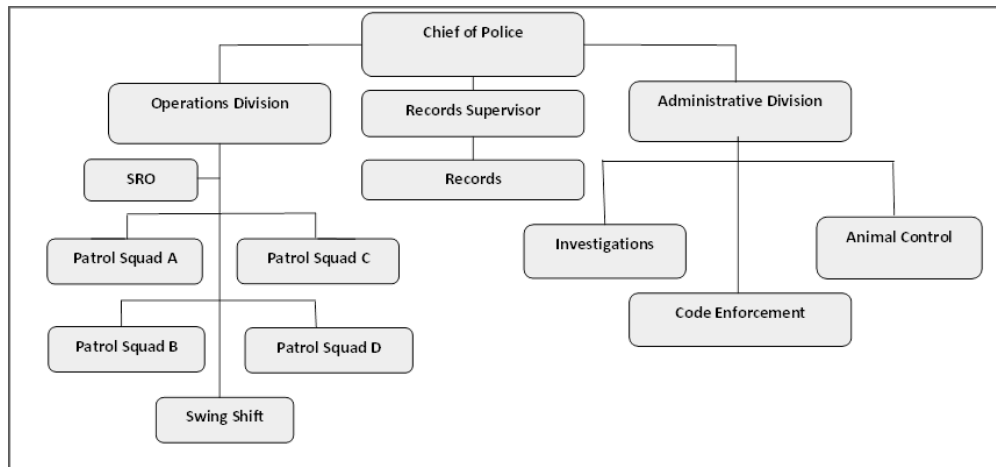 Chief of Police
Operations Division
Records Supervisor
Administrative Division
SRO
Records
Patrol Squad A
Patrol Squad C
Investigations
Animal Control
Code Enforcement
Patrol Squad B
Patrol Squad D
Swing Shift